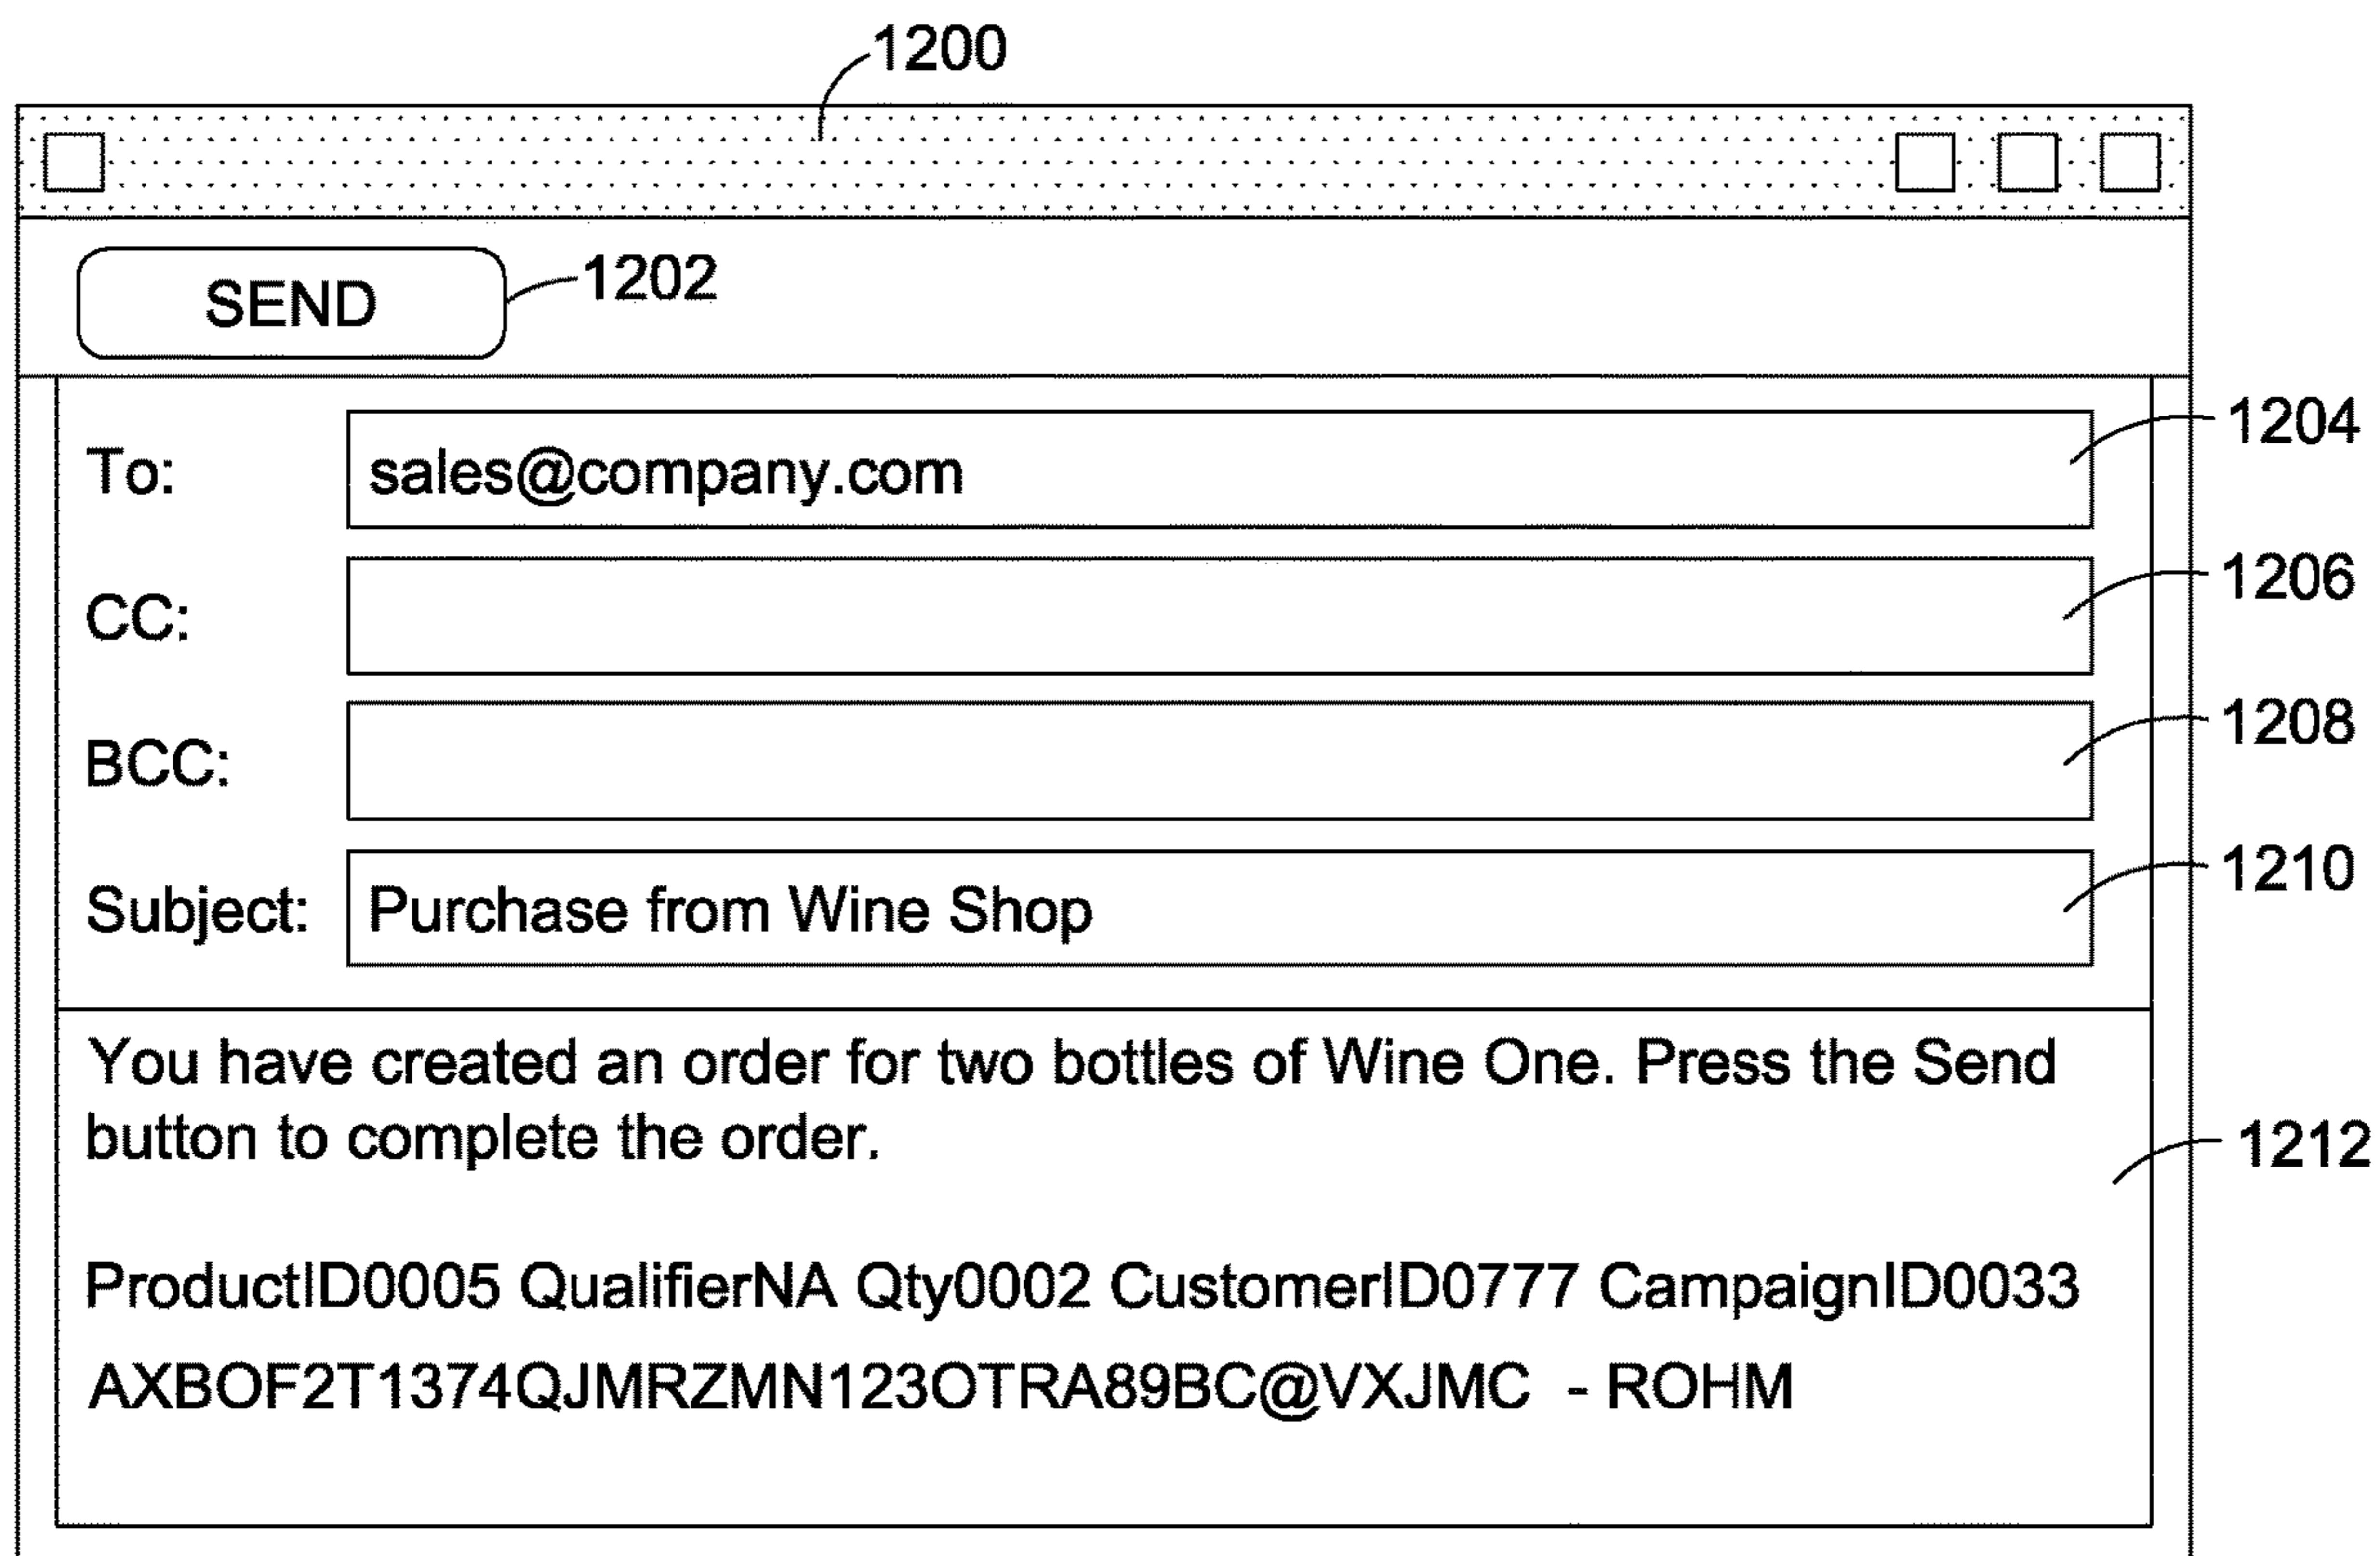 1200
SEND 1202
To: sales@company.com 1204
CC: 1206
BCC: 1208
Subject: Purchase from Wine Shop 1210
You have created an order for two bottles of Wine One. Press the Send
button to complete the order.
1212
ProductID0005 QualifierNA Qty0002 CustomerID0777 CampaignID0033
AXBOF2T1374QJMRZMN123OTRA89BC@VXJMC - ROHM